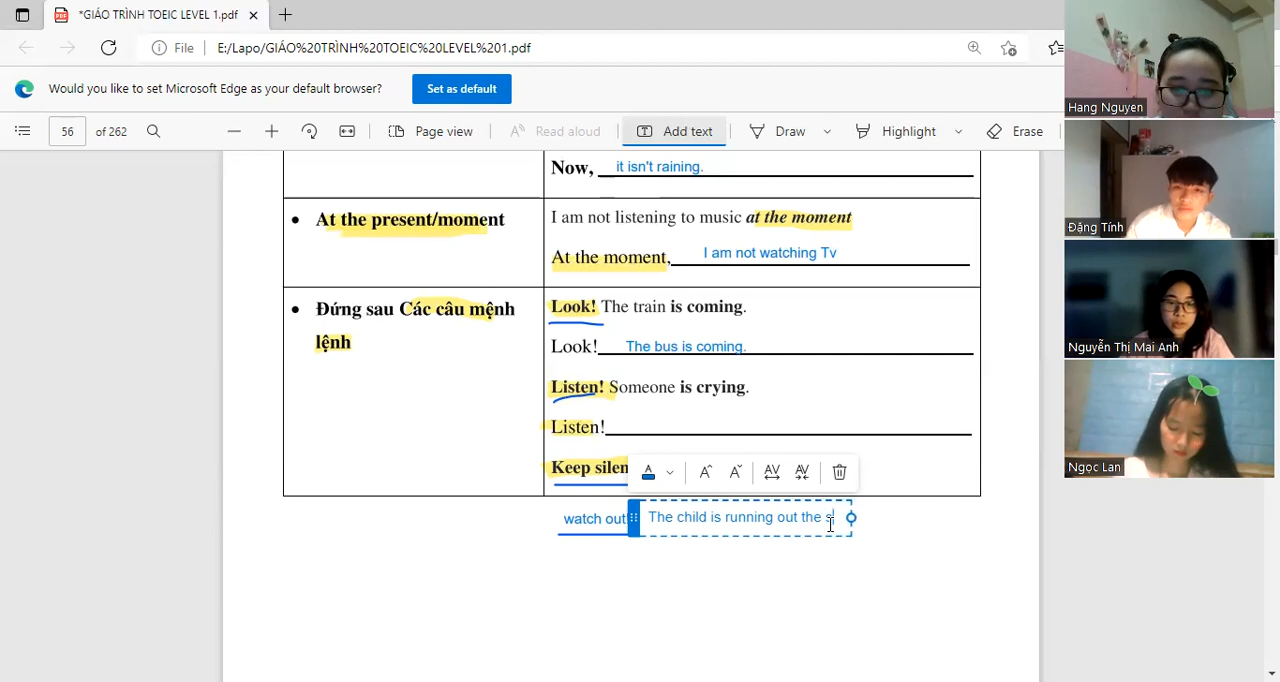 *GIÁO TRÌNH TOEIC LEVEL 1.pdf
File E:/Lapo/GIÁO%20TRÌNH%20TOEIC%20LEVEL%201.pdf
Would you like to set Microsoft Edge as your default browser? Set as default
56 of 262 Page view Read aloud Add text Draw Highlight Erase
Now, it isn't raining.
At the present/moment
I am not listening to music at the moment
At the moment, I am not watching Tv
Đứng sau Các câu mệnh
lệnh
Look! The train is coming.
Look! The bus is coming.
Listen! Someone is crying.
Listen!
Keep silen
watch out! The child is running out the s
Hang Nguyen
Đặng Tính
Nguyễn Thị Mai Anh
Ngọc Lan